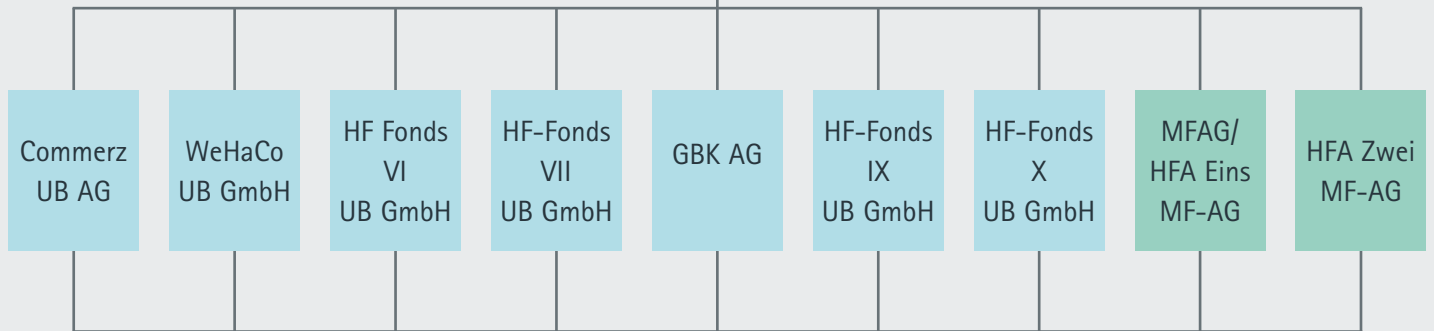 Commerz
UB AG
WeHaCo
UB GmbH
HF Fonds
VI
UB GmbH
HF-Fonds
VII
UB GmbH
GBK AG
HF-Fonds
IX
UB GmbH
HF-Fonds
X
UB GmbH
MFAG/
HFA Eins
MF-AG
HFA Zwei
MF-AG